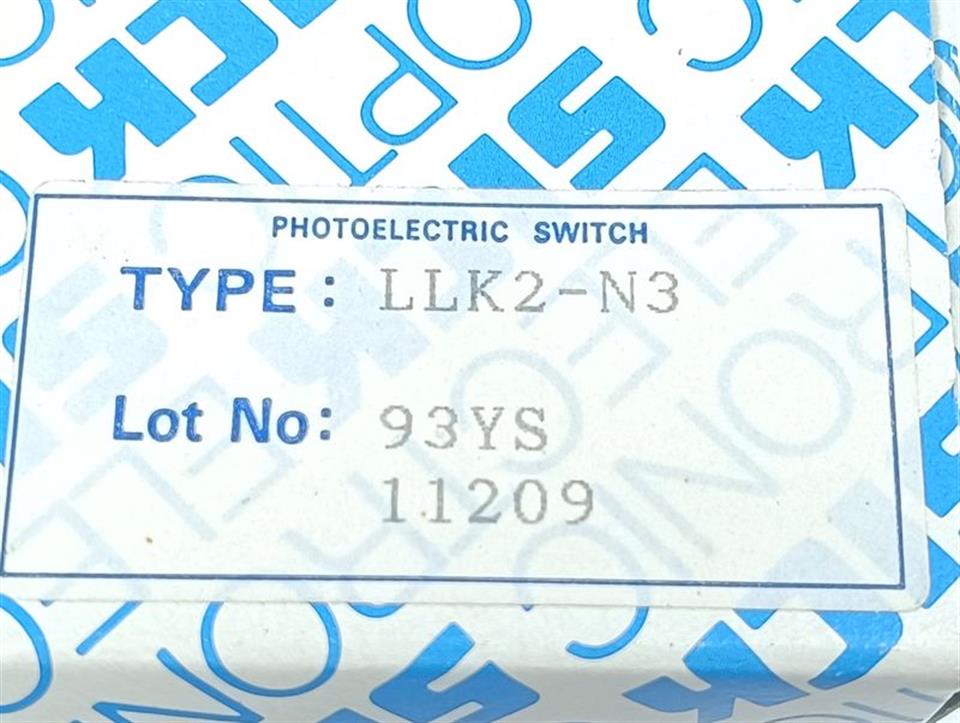 PHOTOELECTRIC SWITCH
TYPE: LLK2-N3
Lot No: 93YS
11209